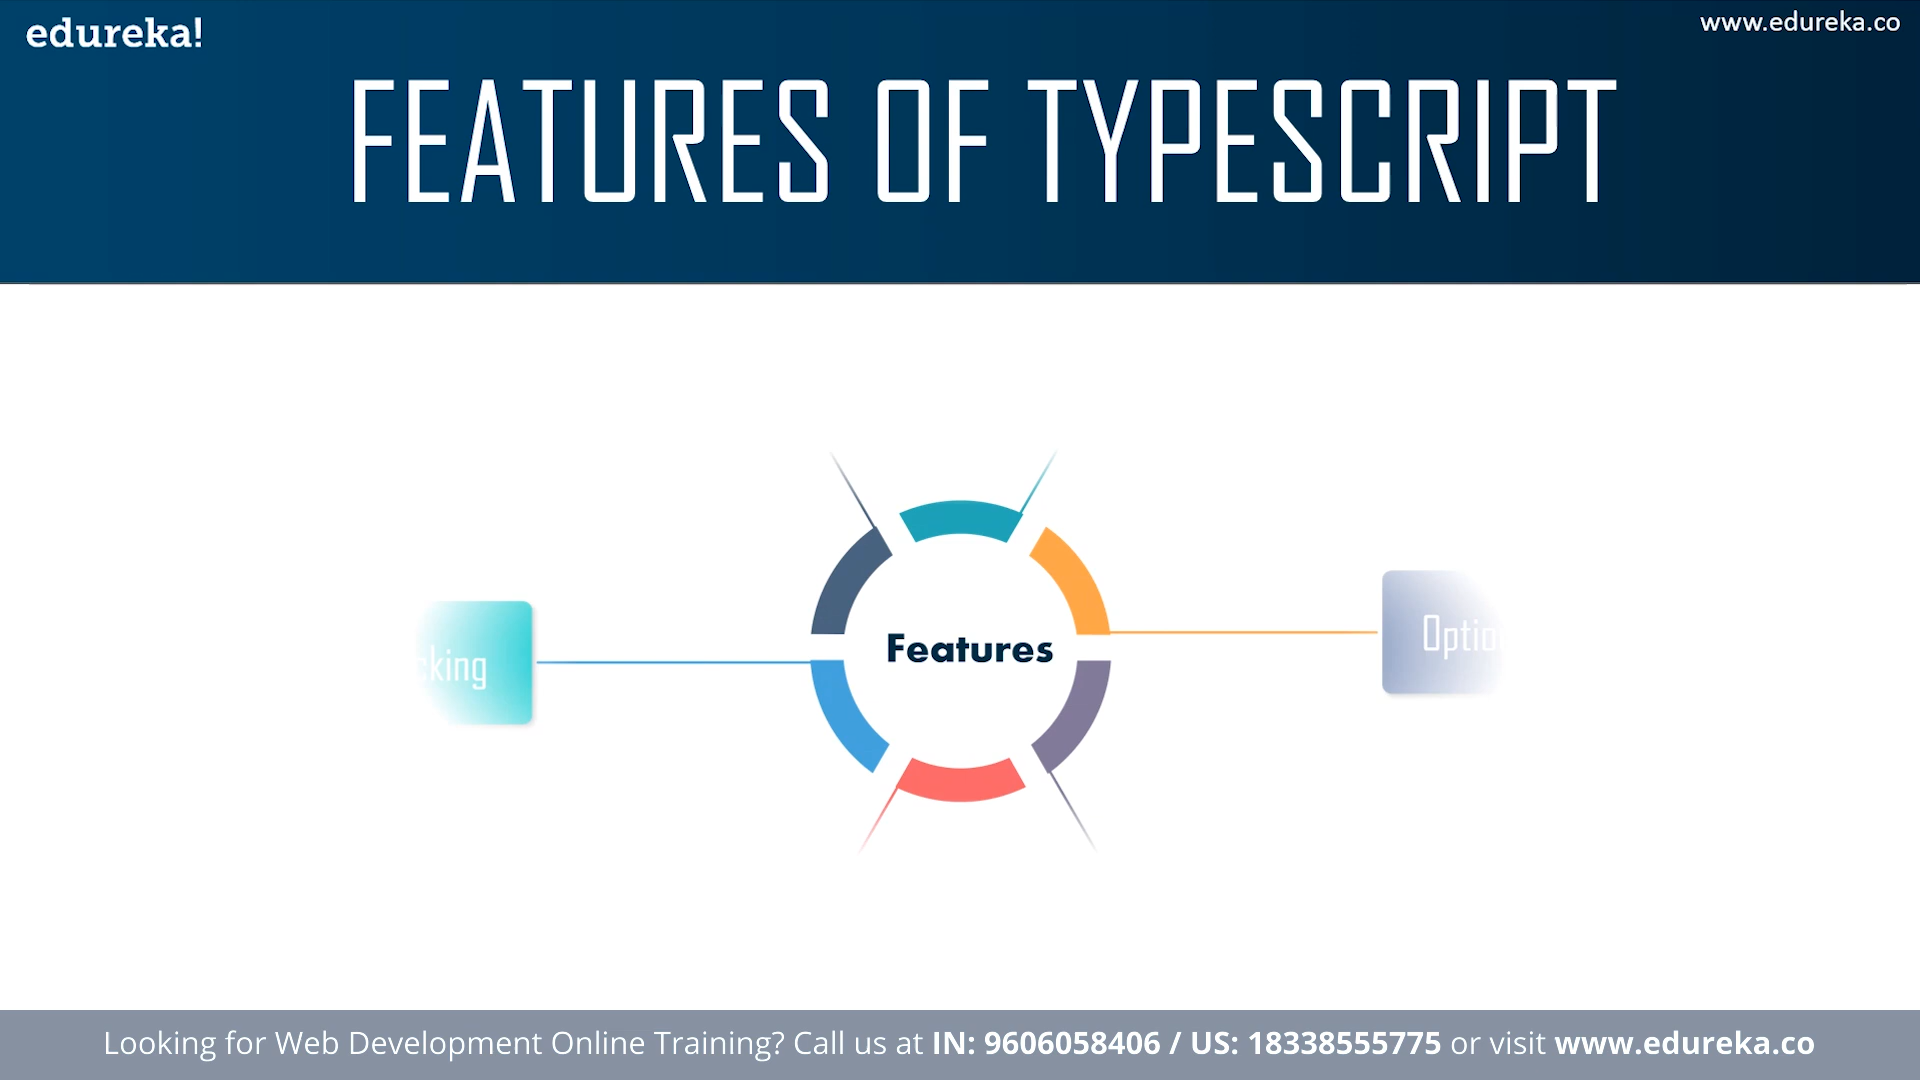 edureka!
www.edureka.co
FEATURES OF TYPESCRIPT
Features
Looking for Web Development Online Training? Call us at IN: 9606058406 / US: 18338555775 or visit www.edureka.co